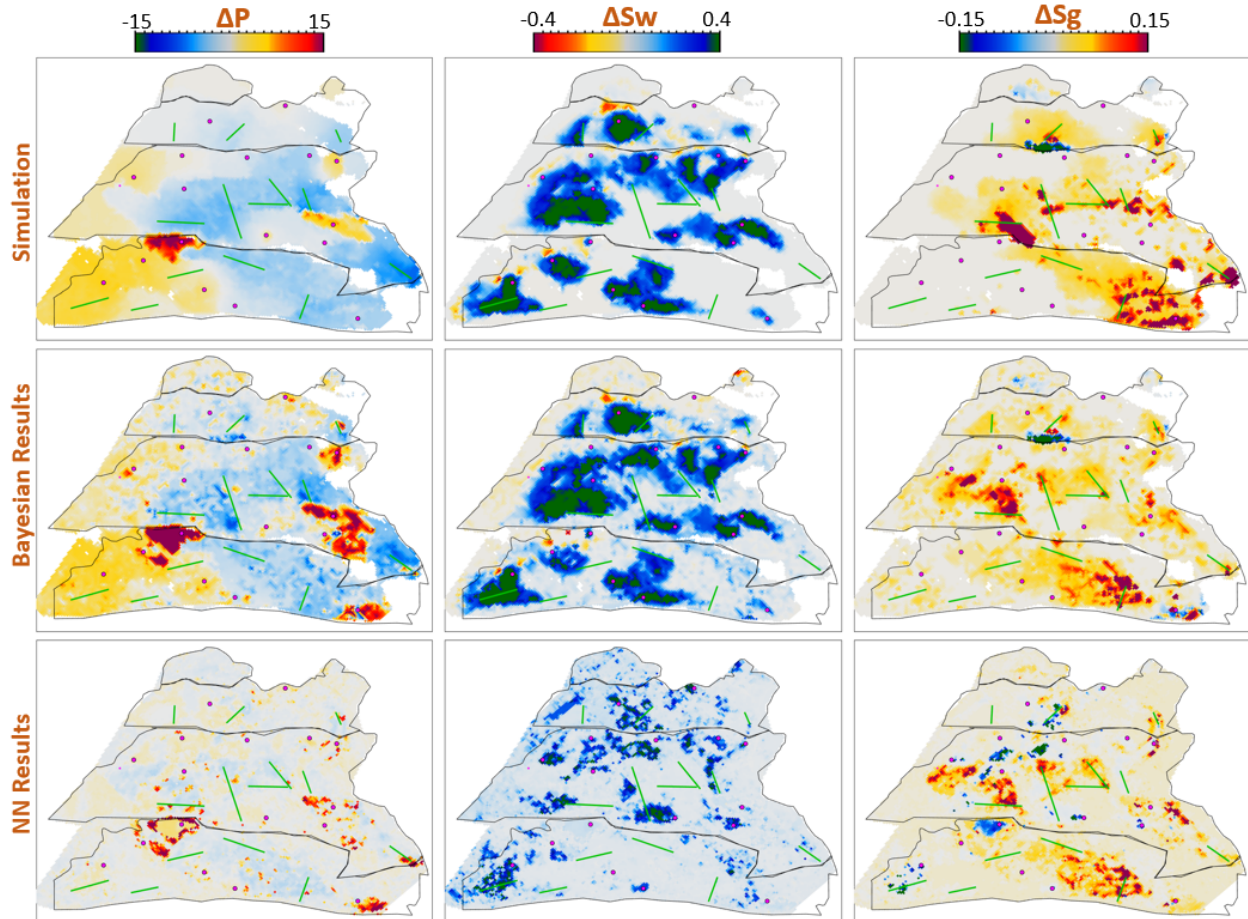 ΔP ΔSw ΔSg
-15 15 -0.4 0.4 -0.15 0.15
Simulation
Bayesian Results
NN Results